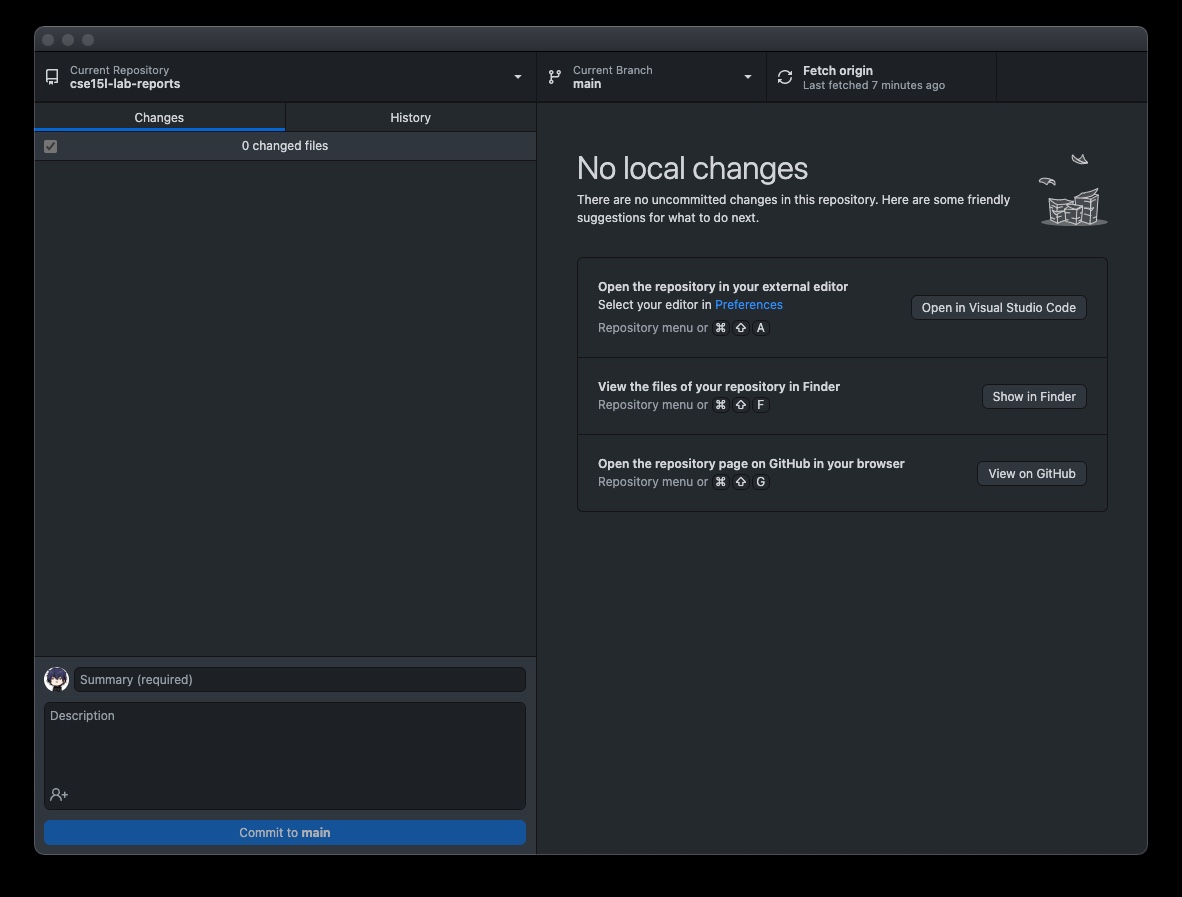 Current Repository
cse15l-lab-reports
Current Branch
main
Fetch origin
Last fetched 7 minutes ago
Changes
History
0 changed files
No local changes
There are no uncommitted changes in this repository. Here are some friendly
suggestions for what to do next.
Open the repository in your external editor
Select your editor in Preferences
Repository menu or ⌘ ⇧ A
Open in Visual Studio Code
View the files of your repository in Finder
Repository menu or ⌘ ⇧ F
Show in Finder
Open the repository page on GitHub in your browser
Repository menu or ⌘ ⇧ G
View on GitHub
Summary (required)
Description
Commit to main